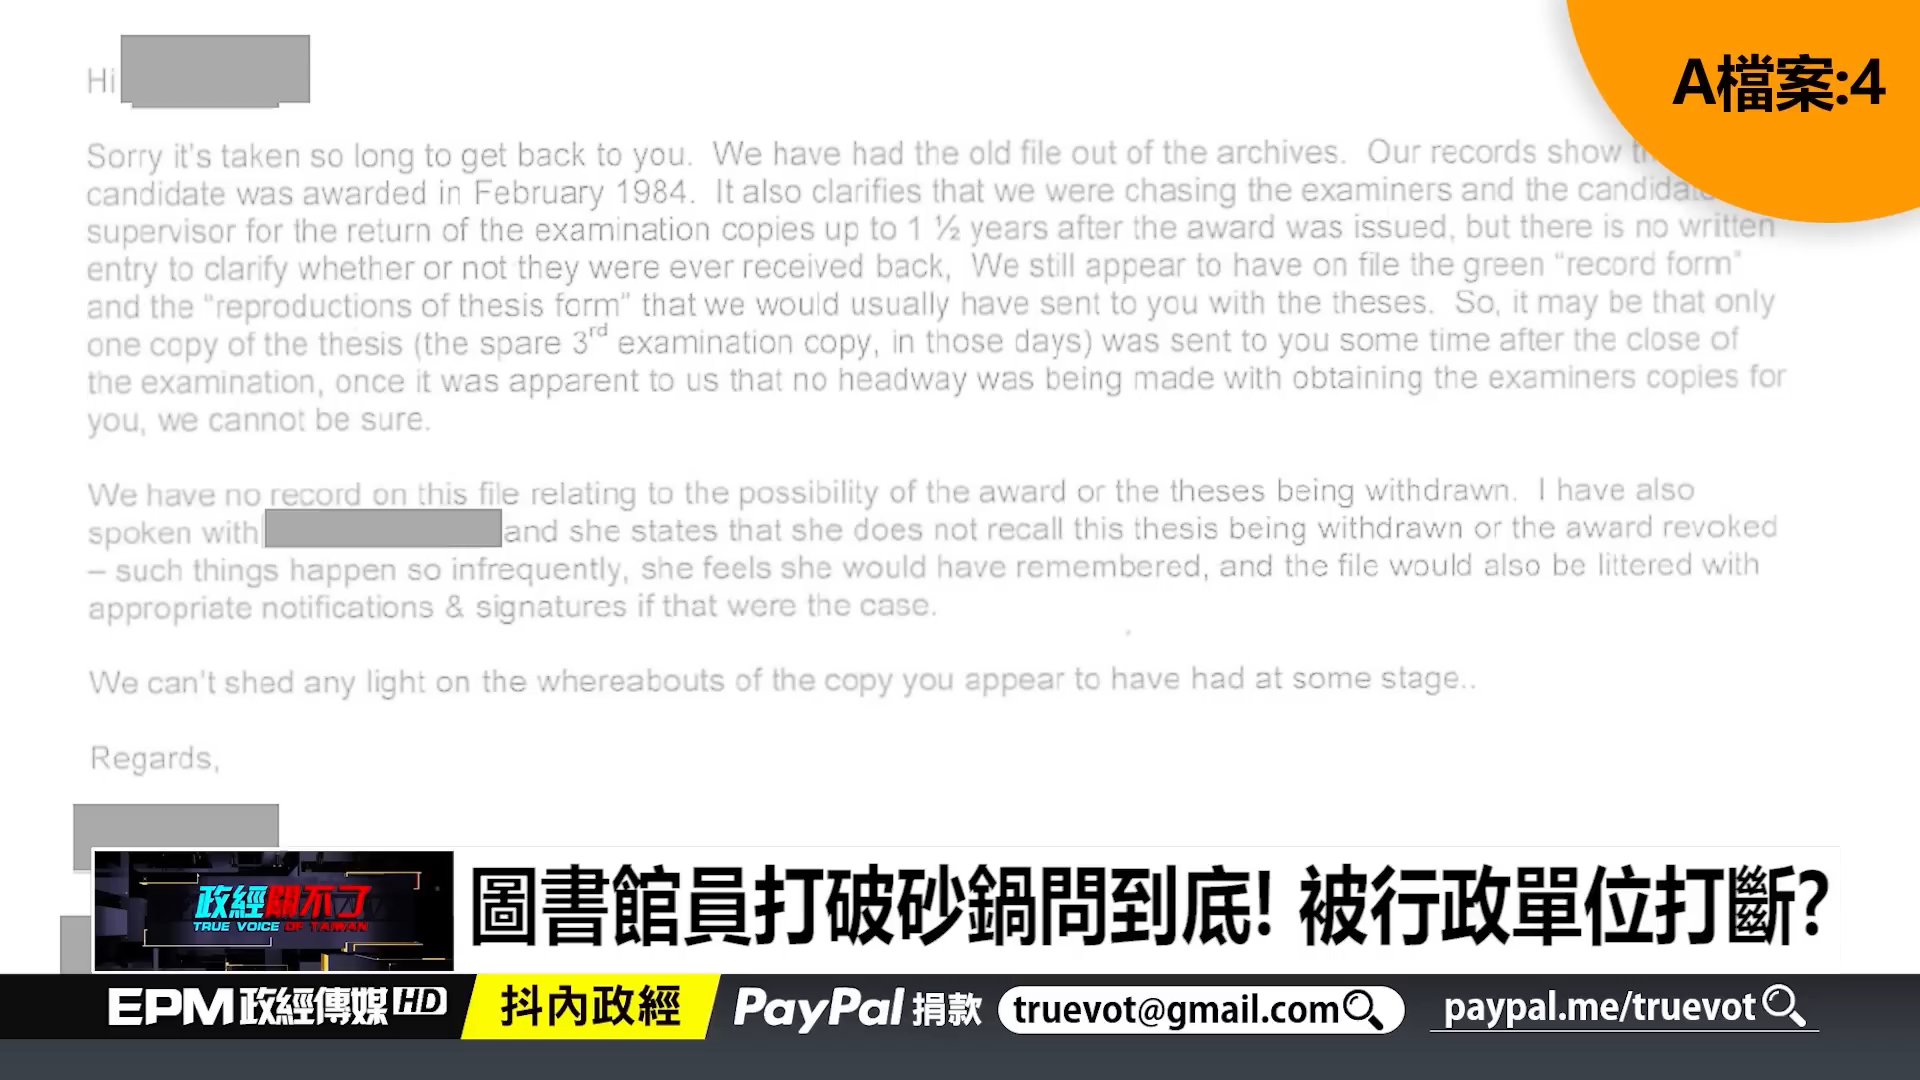 A檔案:4
Hi
Sorry it's taken so long to get back to you. We have had the old file out of the archives. Our records show
candidate was awarded in February 1984. It also clarifies that we were chasing the examiners and the
supervisor for the return of the examination copies up to 1 ½ years after the award was issued, but there is no written
entry to clarify whether or not they were ever received back, We still appear to have on file the green "record form"
and the "reproductions of thesis form" that we would usually have sent to you with the theses. So, it may be that only
one copy of the thesis (the spare 3rd examination copy, in those days) was sent to you some time after the close of
the examination, once it was apparent to us that no headway was being made with obtaining the examiners copies for
you, we cannot be sure.
We have no record on this file relating to the possibility of the award or the theses being withdrawn. I have also
spoken with and she states that she does not recall this thesis being withdrawn or the award revoked
– such things happen so infrequently, she feels she would have remembered, and the file would also be littered with
appropriate notifications & signatures if that were the case.
We can't shed any light on the whereabouts of the copy you appear to have had at some stage..
Regards,
政經關不了
TRUE VOICE OF TAIWAN
圖書館員打破砂鍋問到底! 被行政單位打斷?
EPM政經傳媒HD 抖內政經 PayPal 捐款 truevot@gmail.com paypal.me/truevot